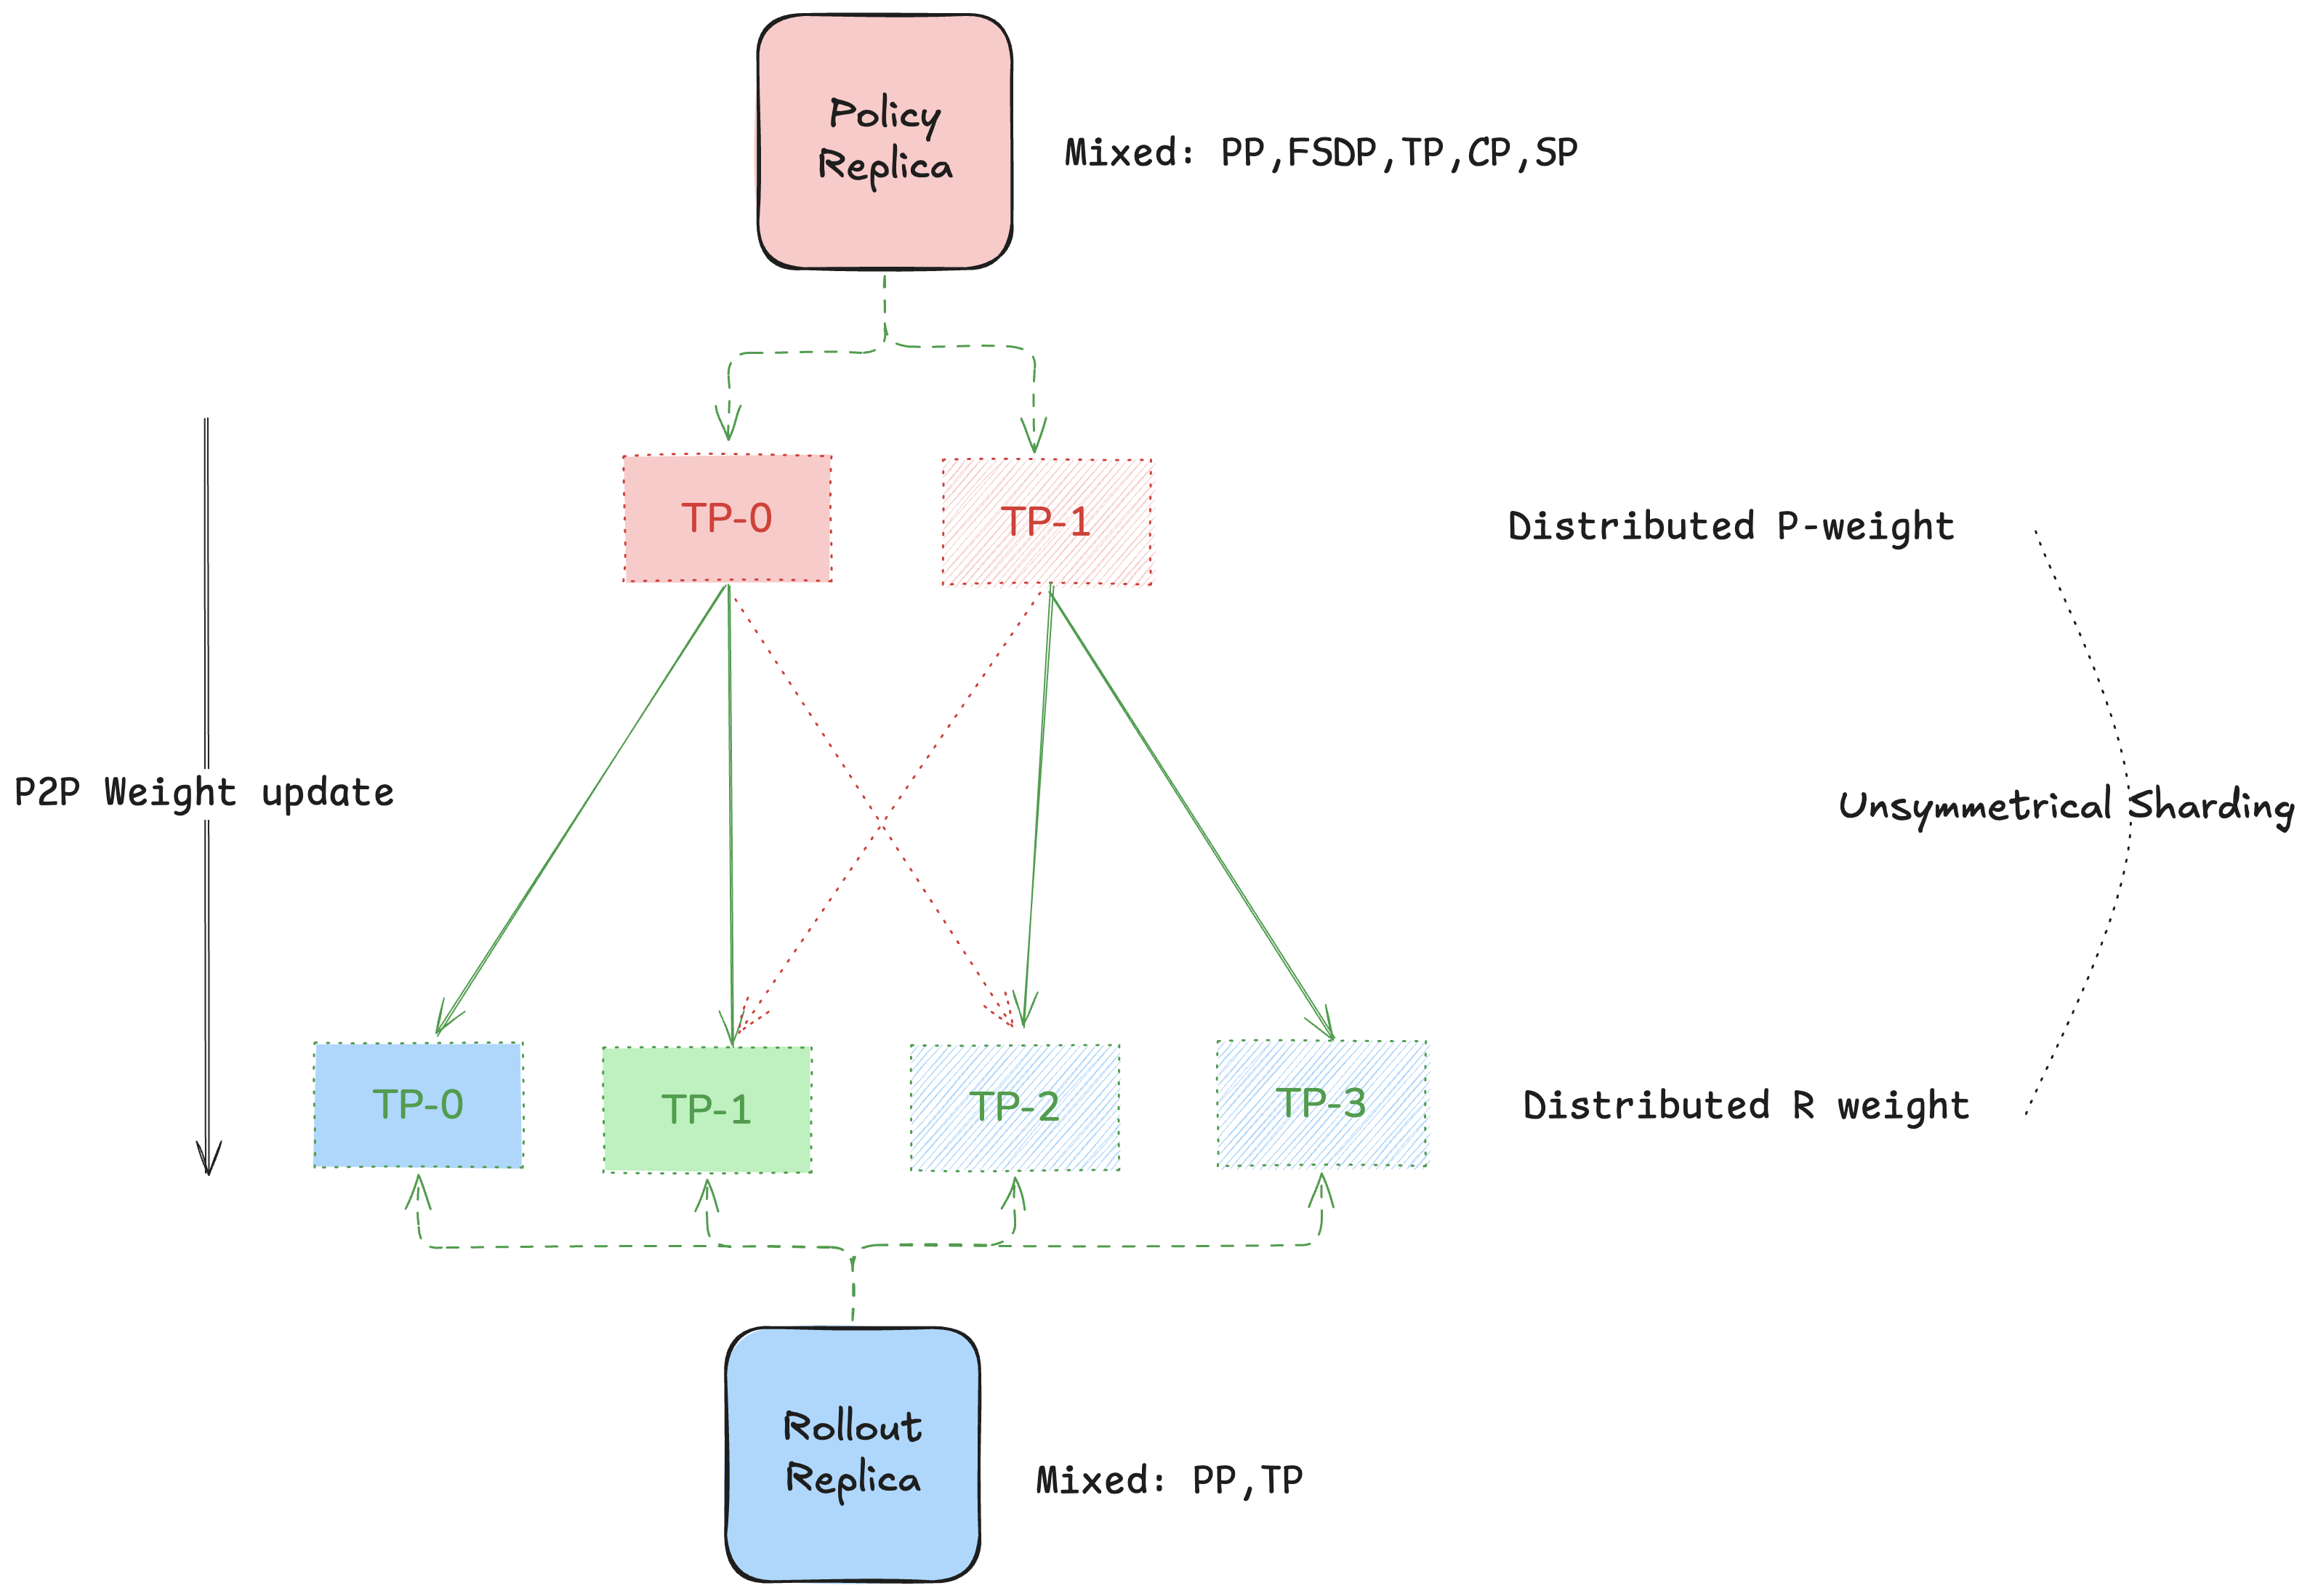 Policy
Replica
Mixed: PP,FSDP,TP,CP,SP
TP-0
TP-1
Distributed P-weight
P2P Weight update
Unsymmetrical Sharding
TP-0
TP-1
TP-2
TP-3
Distributed R weight
Rollout
Replica
Mixed: PP,TP